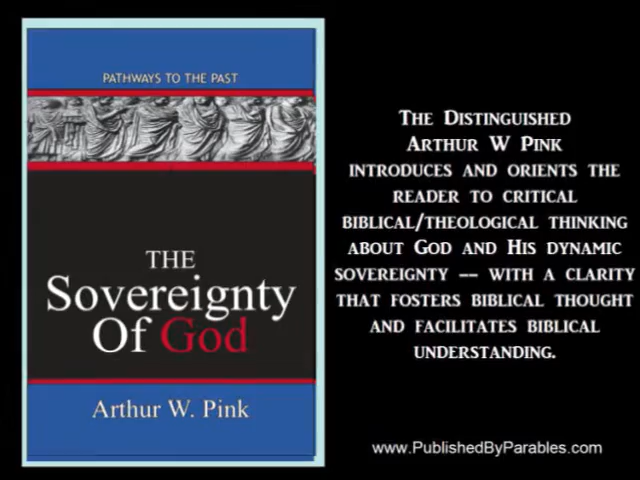 PATHWAYS TO THE PAST
THE
Sovereignty
Of God
Arthur W. Pink
THE DISTINGUISHED
ARTHUR W PINK
INTRODUCES AND ORIENTS THE
READER TO CRITICAL
BIBLICAL/THEOLOGICAL THINKING
ABOUT GOD AND HIS DYNAMIC
SOVEREIGNTY -- WITH A CLARITY
THAT FOSTERS BIBLICAL THOUGHT
AND FACILITATES BIBLICAL
UNDERSTANDING.
www.PublishedByParables.com